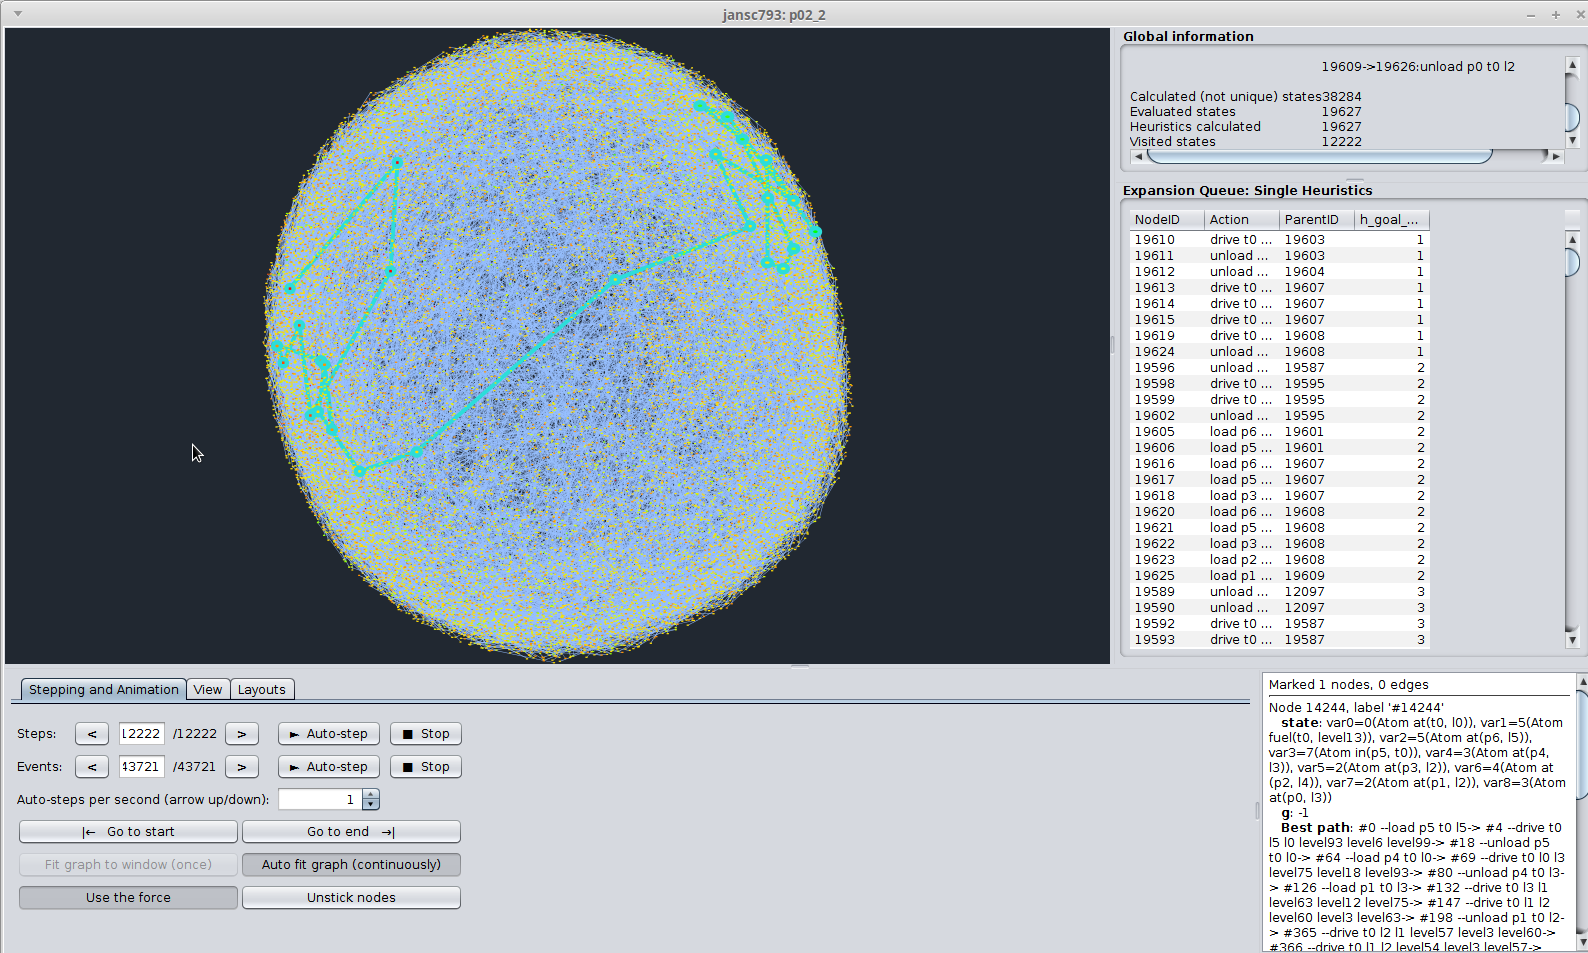 jansc793: p02_2
Global information
19609->19626:unload p0 t0 l2
Calculated (not unique) states38284
Evaluated states 19627
Heuristics calculated 19627
Visited states 12222
Expansion Queue: Single Heuristics
NodeID Action ParentID h_goal_...
19610 drive t0 ... 19603 1
19611 unload ... 19603 1
19612 unload ... 19604 1
19613 drive t0 ... 19607 1
19614 drive t0 ... 19607 1
19615 drive t0 ... 19607 1
19619 drive t0 ... 19608 1
19624 unload ... 19608 1
19596 unload ... 19587 2
19598 drive t0 ... 19595 2
19599 drive t0 ... 19595 2
19602 unload ... 19595 2
19605 load p6 ... 19601 2
19606 load p5 ... 19601 2
19616 load p6 ... 19607 2
19617 load p5 ... 19607 2
19618 load p3 ... 19607 2
19620 load p6 ... 19608 2
19621 load p5 ... 19608 2
19622 load p3 ... 19608 2
19623 load p2 ... 19608 2
19625 load p1 ... 19609 2
19589 unload ... 12097 3
19590 unload ... 12097 3
19592 drive t0 ... 19587 3
19593 drive t0 ... 19587 3
Stepping and Animation View Layouts
Steps: < 12222 /12222 > ► Auto-step ■ Stop
Events: < 43721 /43721 > ► Auto-step ■ Stop
Auto-steps per second (arrow up/down): 1
|← Go to start Go to end →|
Fit graph to window (once) Auto fit graph (continuously)
Use the force Unstick nodes
Marked 1 nodes, 0 edges
Node 14244, label '#14244'
state: var0=0(Atom at(t0, l0)), var1=5(Atom
fuel(t0, level13)), var2=5(Atom at(p6, l5)),
var3=7(Atom in(p5, t0)), var4=3(Atom at(p4,
l3)), var5=2(Atom at(p3, l2)), var6=4(Atom at
(p2, l4)), var7=2(Atom at(p1, l2)), var8=3(Atom
at(p0, l3))
g: -1
Best path: #0 --load p5 t0 l5-> #4 --drive t0
l5 l0 level93 level6 level99-> #18 --unload p5
t0 l0-> #64 --load p4 t0 l0-> #69 --drive t0 l0 l3
level75 level18 level93-> #80 --unload p4 t0 l3-
> #126 --load p1 t0 l3-> #132 --drive t0 l3 l1
level63 level12 level75-> #147 --drive t0 l1 l2
level60 level3 level63-> #198 --unload p1 t0 l2-
> #365 --drive t0 l2 l1 level57 level3 level60->
#366 --drive t0 l1 l2 level54 level3 level57->